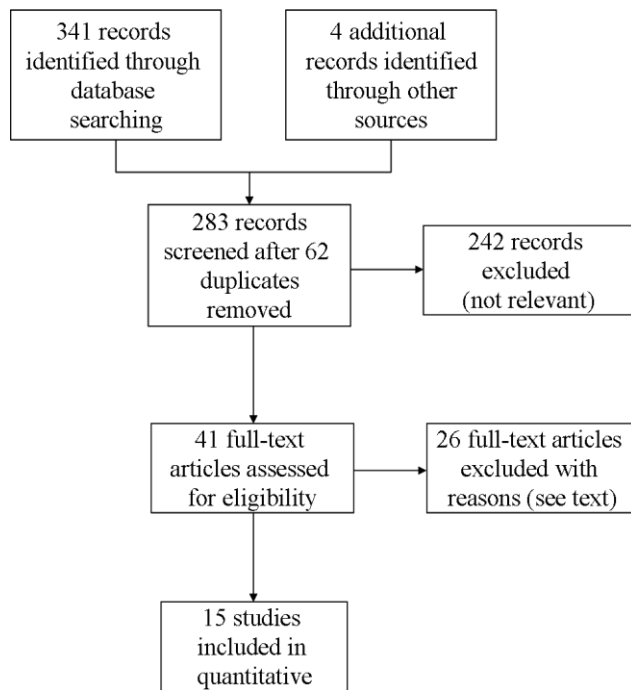 341 records
identified through
database
searching
4 additional
records identified
through other
sources
283 records
screened after 62
duplicates
removed
242 records
excluded
(not relevant)
41 full-text
articles assessed
for eligibility
26 full-text articles
excluded with
reasons (see text)
15 studies
included in
quantitative